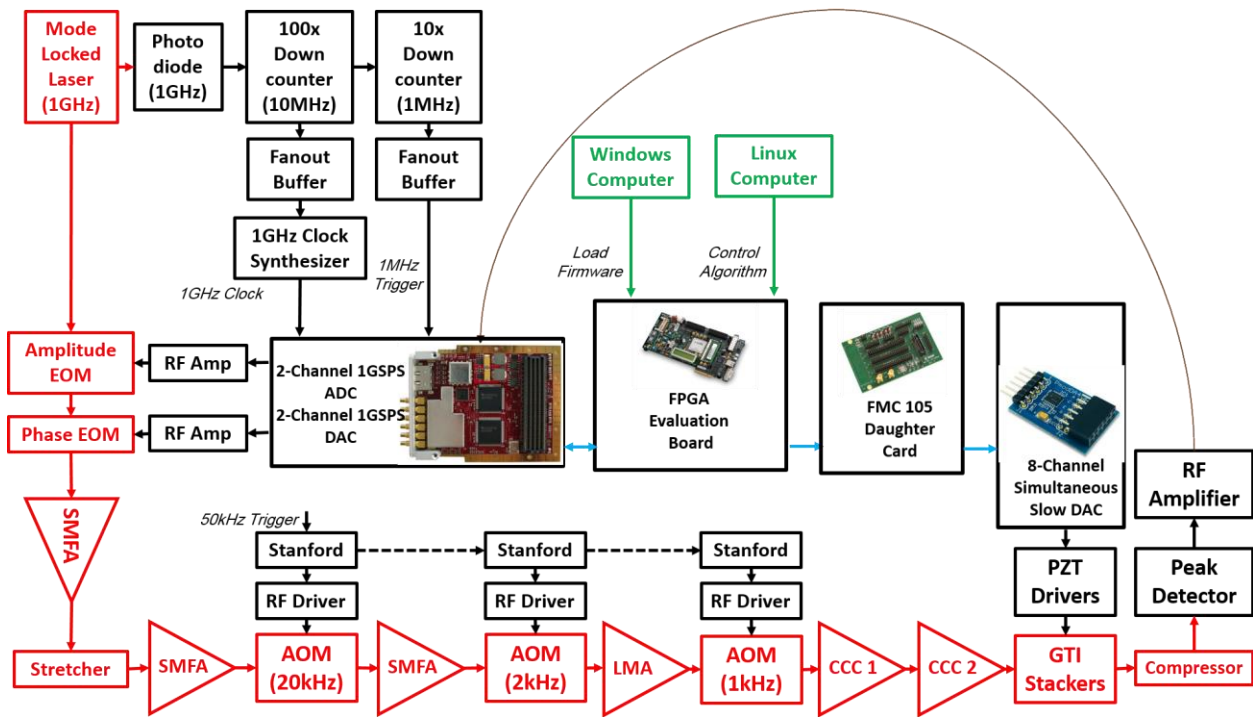 Mode
Locked
Laser
(1GHz)
Photo
diode
(1GHz)
100x
Down
counter
(10MHz)
10x
Down
counter
(1MHz)
Fanout
Buffer
Fanout
Buffer
Windows
Computer
Linux
Computer
1GHz Clock
Synthesizer
1GHz Clock
1MHz
Trigger
Load
Firmware
Control
Algorithm
Amplitude
EOM
RF Amp
2-Channel 1GSPS
ADC
2-Channel 1GSPS
DAC
Phase EOM
RF Amp
FPGA
Evaluation
Board
FMC 105
Daughter
Card
8-Channel
Simultaneous
Slow DAC
RF
Amplifier
SMFA
50kHz Trigger
Stanford
Stanford
Stanford
RF Driver
RF Driver
RF Driver
PZT
Drivers
Peak
Detector
Stretcher
SMFA
AOM
(20kHz)
SMFA
AOM
(2kHz)
LMA
AOM
(1kHz)
CCC 1
CCC 2
GTI
Stackers
Compressor